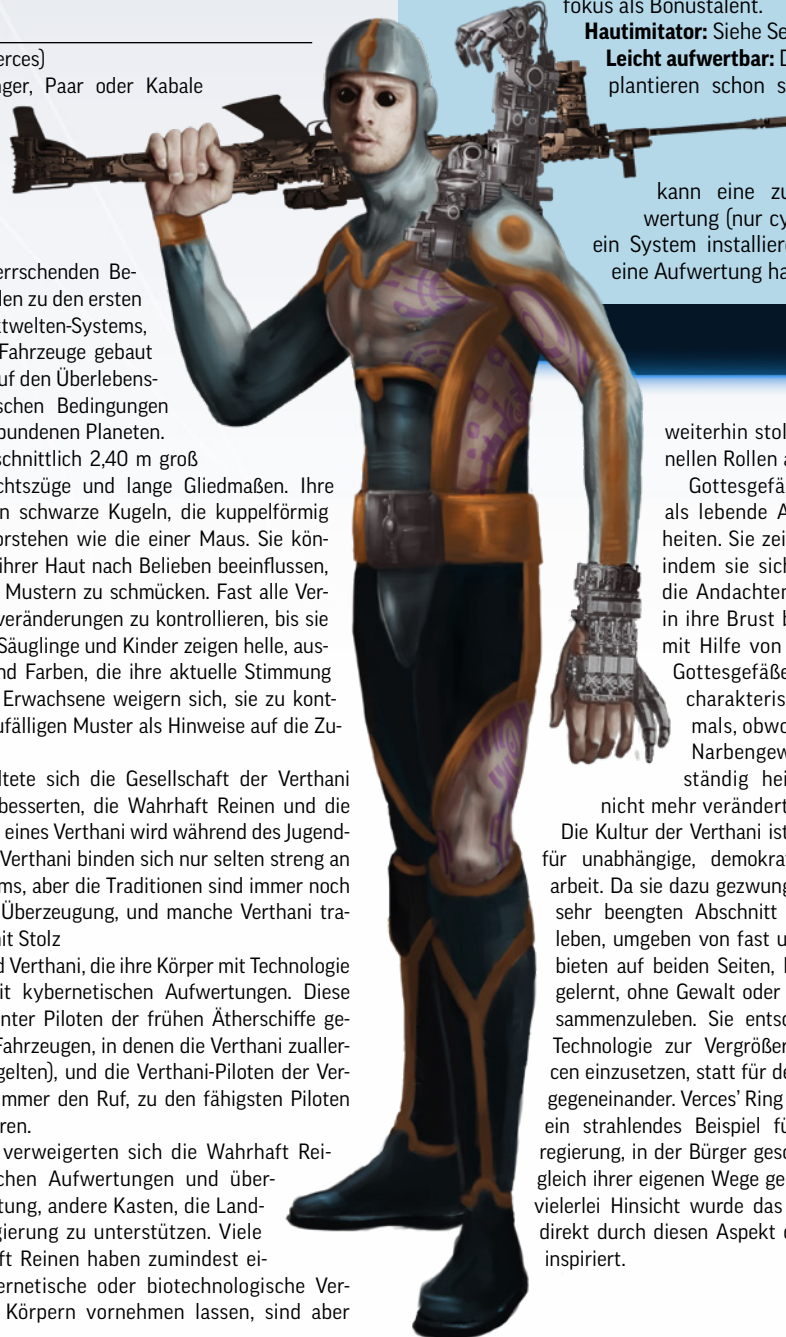 erces)
nger, Paar oder Kabale
errschenden Be-
den zu den ersten
ktwelten-Systems,
Fahrzeuge gebaut
uf den Überlebens-
schen Bedingungen
bundenen Planeten.
schnittlich 2,40 m groß
chtszüge und lange Gliedmaßen. Ihre
n schwarze Kugeln, die kuppelförmig
orstehen wie die einer Maus. Sie kön-
ihrer Haut nach Belieben beeinflussen,
Mustern zu schmücken. Fast alle Ver-
veränderungen zu kontrollieren, bis sie
Säuglinge und Kinder zeigen helle, aus-
nd Farben, die ihre aktuelle Stimmung
Erwachsene weigern sich, sie zu kont-
ufälligen Muster als Hinweise auf die Zu-
ltete sich die Gesellschaft der Verthani
besserten, die Wahrhaft Reinen und die
eines Verthani wird während des Jugend-
Verthani binden sich nur selten streng an
ms, aber die Traditionen sind immer noch
Überzeugung, und manche Verthani tra-
it Stolz
d Verthani, die ihre Körper mit Technologie
it kybernetischen Aufwertungen. Diese
nter Piloten der frühen Ätherschiffe ge-
Fahrzeugen, in denen die Verthani zualler-
gelten), und die Verthani-Piloten der Ver-
immer den Ruf, zu den fähigsten Piloten
ren.
verweigerten sich die Wahrhaft Rei-
chen Aufwertungen und über-
tung, andere Kasten, die Land-
gierung zu unterstützen. Viele
ft Reinen haben zumindest ei-
ernetische oder biotechnologische Ver-
Körpern vornehmen lassen, sind aber
fokus als Bonustalent.
Hautimitator: Siehe Se
Leicht aufwertbar: D
plantieren schon s
kann eine zu
wertung (nur cy
ein System installiere
eine Aufwertung ha
weiterhin stol
nellen Rollen a
Gottesgefä
als lebende A
heiten. Sie zei
indem sie sich
die Andachten
in ihre Brust b
mit Hilfe von
Gottesgefäße
charakteris
mals, obwo
Narbengew
ständig hei
nicht mehr verändert
Die Kultur der Verthani ist
für unabhängige, demokra
arbeit. Da sie dazu gezwung
sehr beengten Abschnitt
leben, umgeben von fast u
bieten auf beiden Seiten, h
gelernt, ohne Gewalt oder
sammenzuleben. Sie entsc
Technologie zur Vergrößer
cen einzusetzen, statt für de
gegeneinander. Verces' Ring
ein strahlendes Beispiel fü
regierung, in der Bürger gesc
gleich ihrer eigenen Wege ge
vielerlei Hinsicht wurde das
direkt durch diesen Aspekt d
inspiriert.